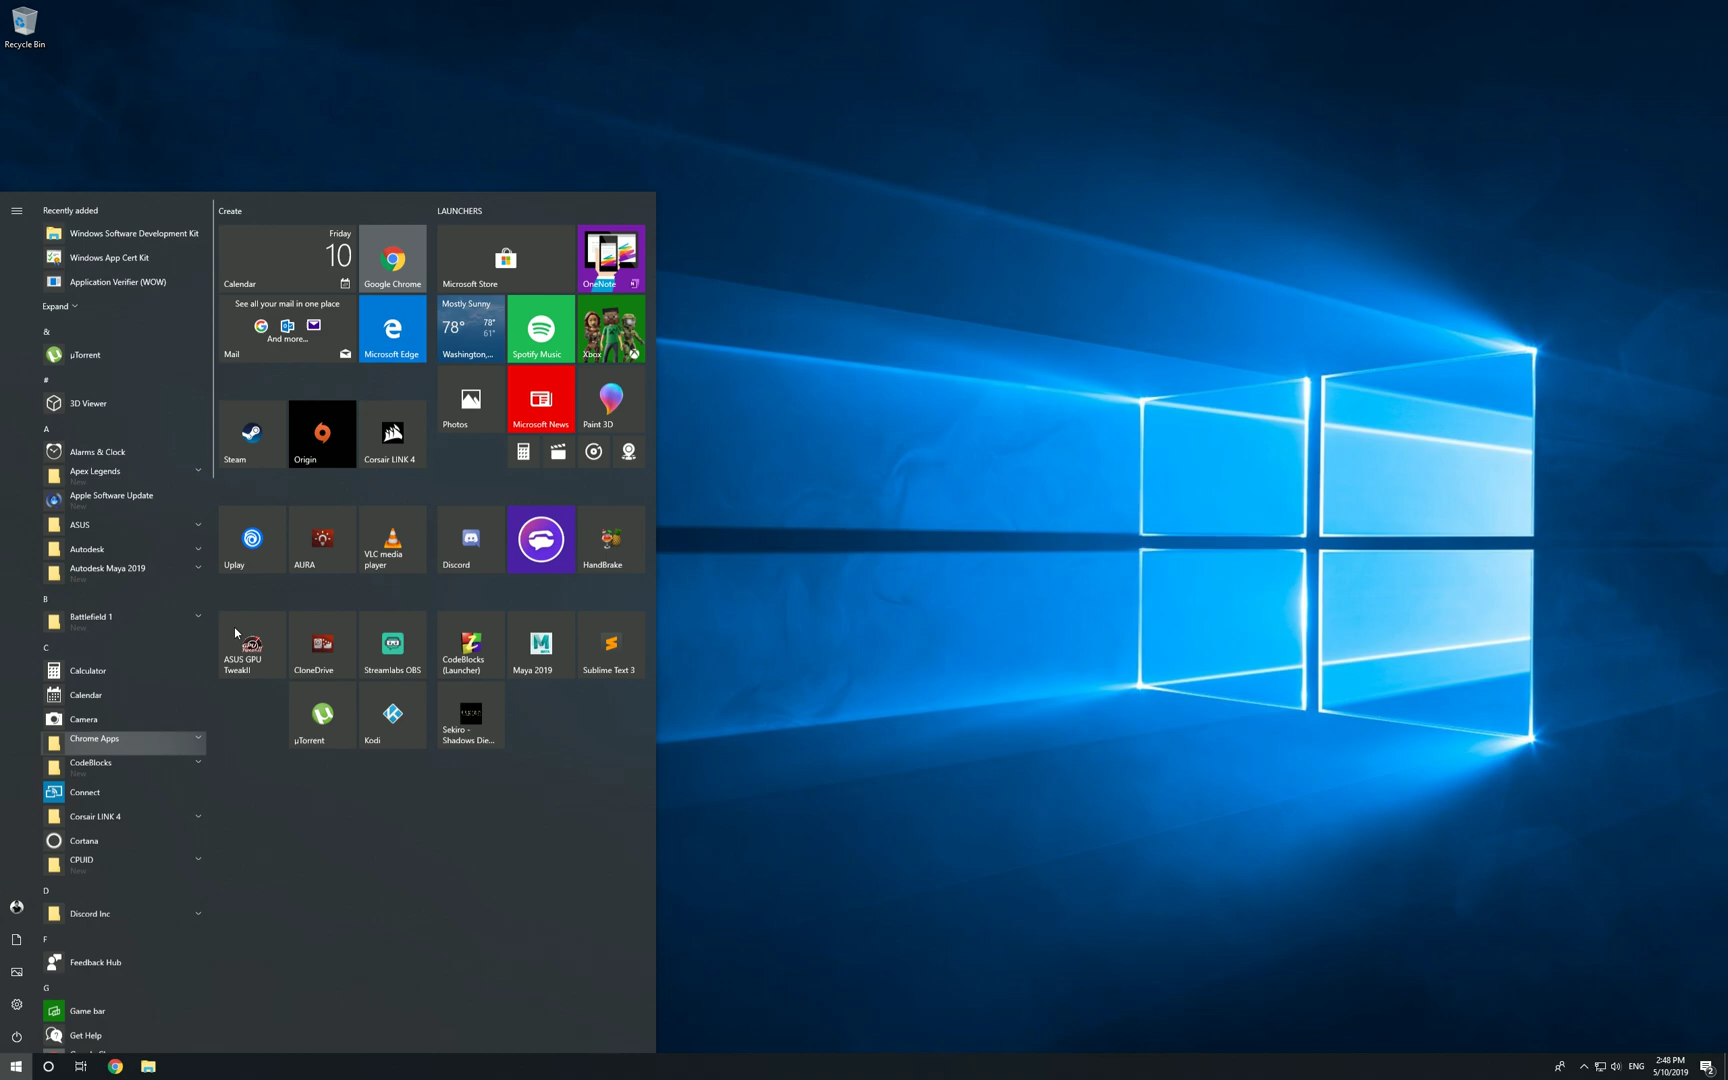 Recycle Bin
Recently added
Windows Software Development Kit
Windows App Cert Kit
Application Verifier (WOW)
Expand
&
µTorrent
#
3D Viewer
A
Alarms & Clock
Apex Legends
New
Apple Software Update
New
ASUS
Autodesk
Autodesk Maya 2019
New
B
Battlefield 1
New
C
Calculator
Calendar
Camera
Chrome Apps
CodeBlocks
New
Connect
Corsair LINK 4
Cortana
CPUID
New
D
Discord Inc
F
Feedback Hub
G
Game bar
Get Help
Create
Friday
10
Calendar
Google Chrome
See all your mail in one place
And more...
Mail
Microsoft Edge
Steam
Origin
Corsair LINK 4
Uplay
AURA
VLC media
player
ASUS GPU
TweakII
CloneDrive
Streamlabs OBS
µTorrent
Kodi
LAUNCHERS
Microsoft Store
OneNote
Mostly Sunny
78° 78°
61°
Washington,...
Spotify Music
Xbox
Photos
Microsoft News
Paint 3D
Discord
HandBrake
CodeBlocks
(Launcher)
Maya 2019
Sublime Text 3
Sekiro -
Shadows Die...
ENG
2:48 PM
5/10/2019
2